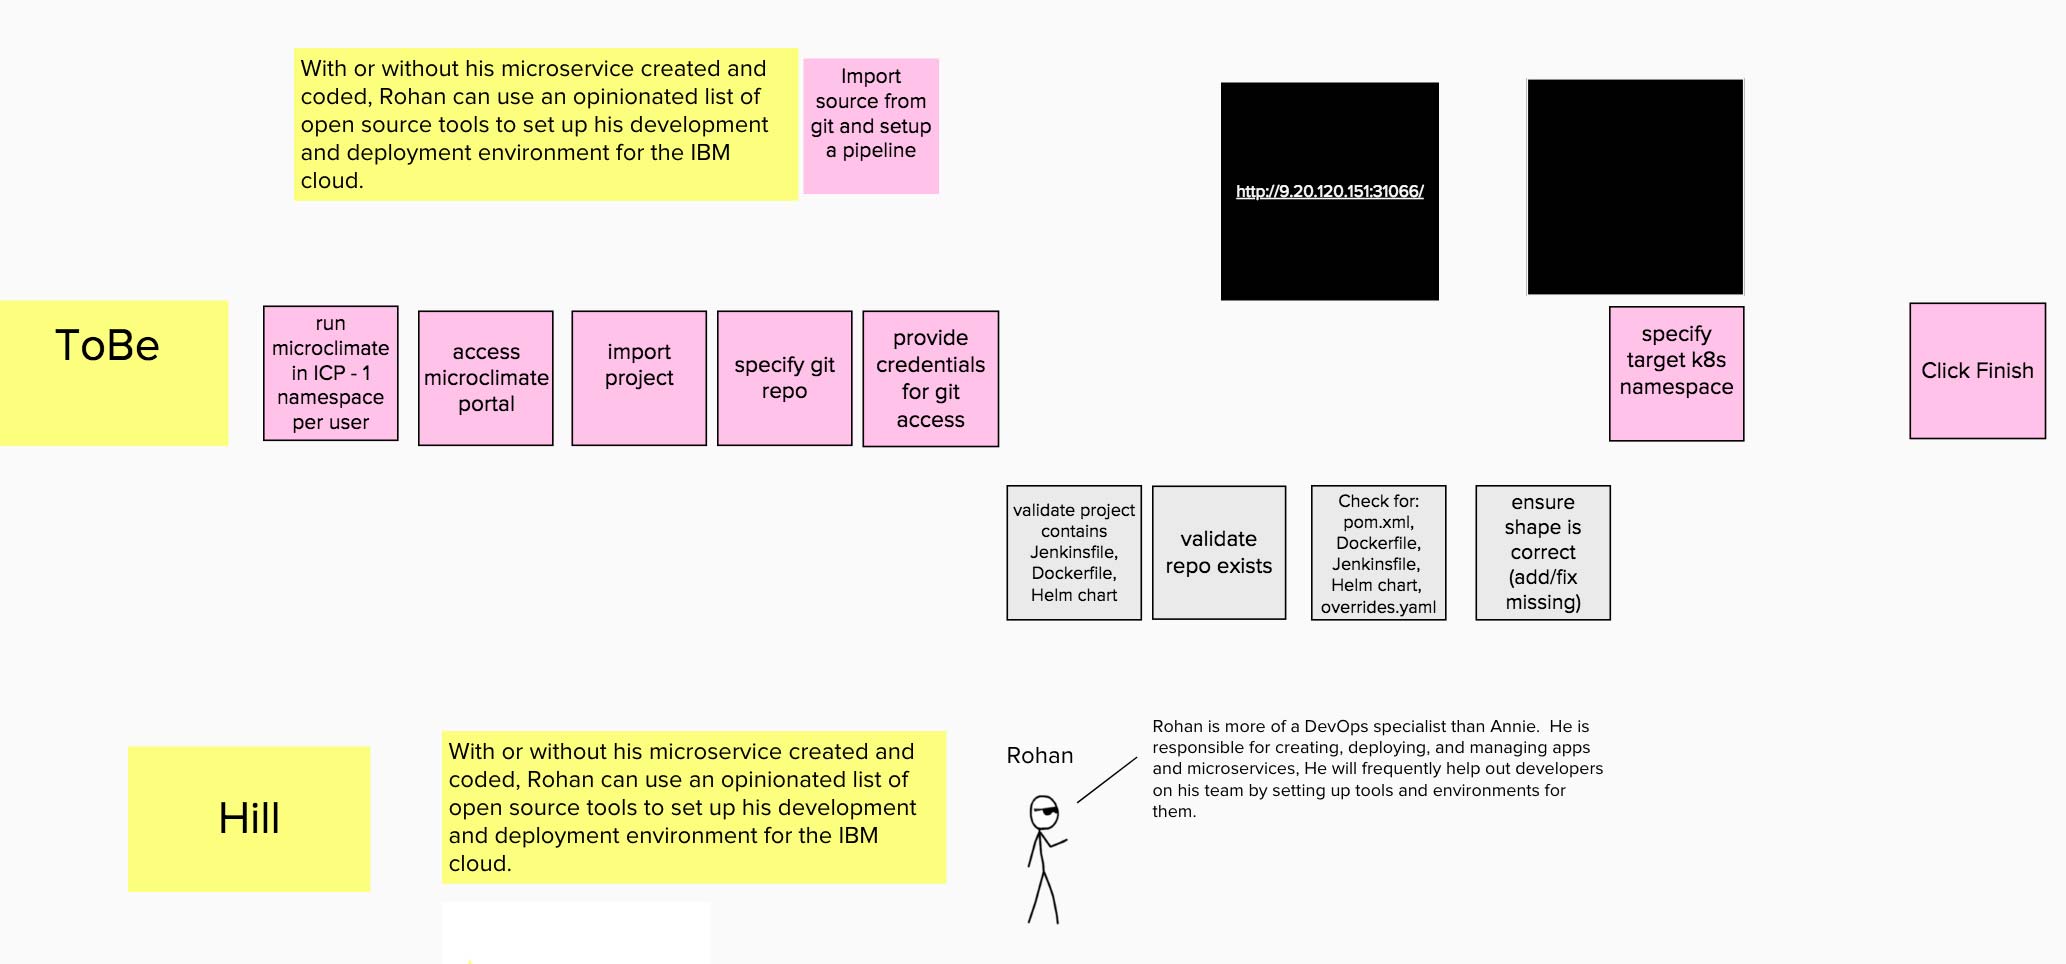 With or without his microservice created and
coded, Rohan can use an opinionated list of
open source tools to set up his development
and deployment environment for the IBM
cloud.
Import
source from
git and setup
a pipeline
http://9.20.120.151:31066/
ToBe
run
microclimate
in ICP - 1
namespace
per user
access
microclimate
portal
import
project
specify git
repo
provide
credentials
for git
access
specify
target k8s
namespace
Click Finish
validate project
contains
Jenkinsfile,
Dockerfile,
Helm chart
validate
repo exists
Check for:
pom.xml,
Dockerfile,
Jenkinsfile,
Helm chart,
overrides.yaml
ensure
shape is
correct
(add/fix
missing)
Hill
With or without his microservice created and
coded, Rohan can use an opinionated list of
open source tools to set up his development
and deployment environment for the IBM
cloud.
Rohan
Rohan is more of a DevOps specialist than Annie.  He is
responsible for creating, deploying, and managing apps
and microservices, He will frequently help out developers
on his team by setting up tools and environments for
them.